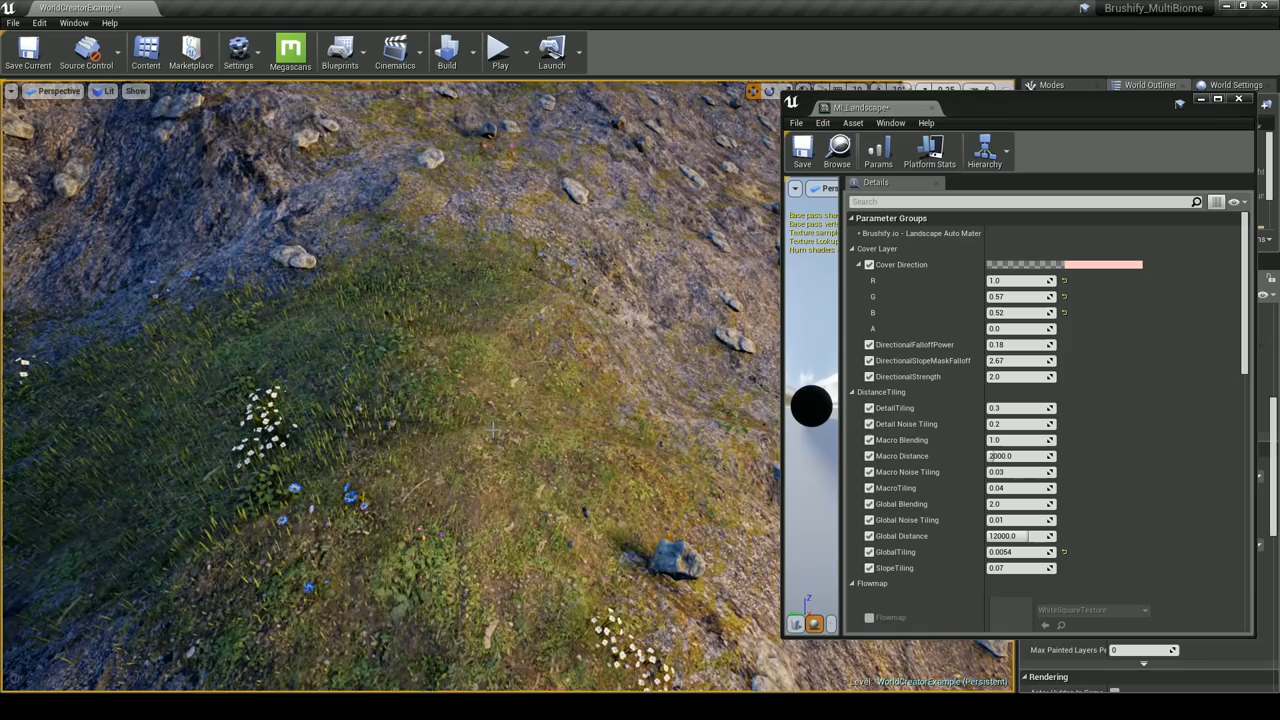 WorldCreatorExample*
Brushify_MultiBiome
File Edit Window Help
Save Current
Source Control
Content
Marketplace
Settings
Megascans
Blueprints
Cinematics
Build
Play
Launch
Perspective
Lit
Show
Modes
World Outliner
World Settings
MI_Landscape*
File Edit Asset Window Help
Save
Browse
Params
Platform Stats
Hierarchy
Pers
Base pass sha
Base pass vert
Texture sampl
Texture Lookup
Num shaders
Details
Search
Parameter Groups
• Brushify.io - Landscape Auto Mater
Cover Layer
Cover Direction
R 1.0
G 0.57
B 0.52
A 0.0
DirectionalFalloffPower 0.18
DirectionalSlopeMaskFalloff 2.67
DirectionalStrength 2.0
DistanceTiling
DetailTiling 0.3
Detail Noise Tiling 0.2
Macro Blending 1.0
Macro Distance 2000.0
Macro Noise Tiling 0.03
MacroTiling 0.04
Global Blending 2.0
Global Noise Tiling 0.01
Global Distance 12000.0
GlobalTiling 0.0054
SlopeTiling 0.07
Flowmap
Flowmap
WhiteSquareTexture
Z
Max Painted Layers Pe 0
Rendering
Level: WorldCreatorExample (Persistent)